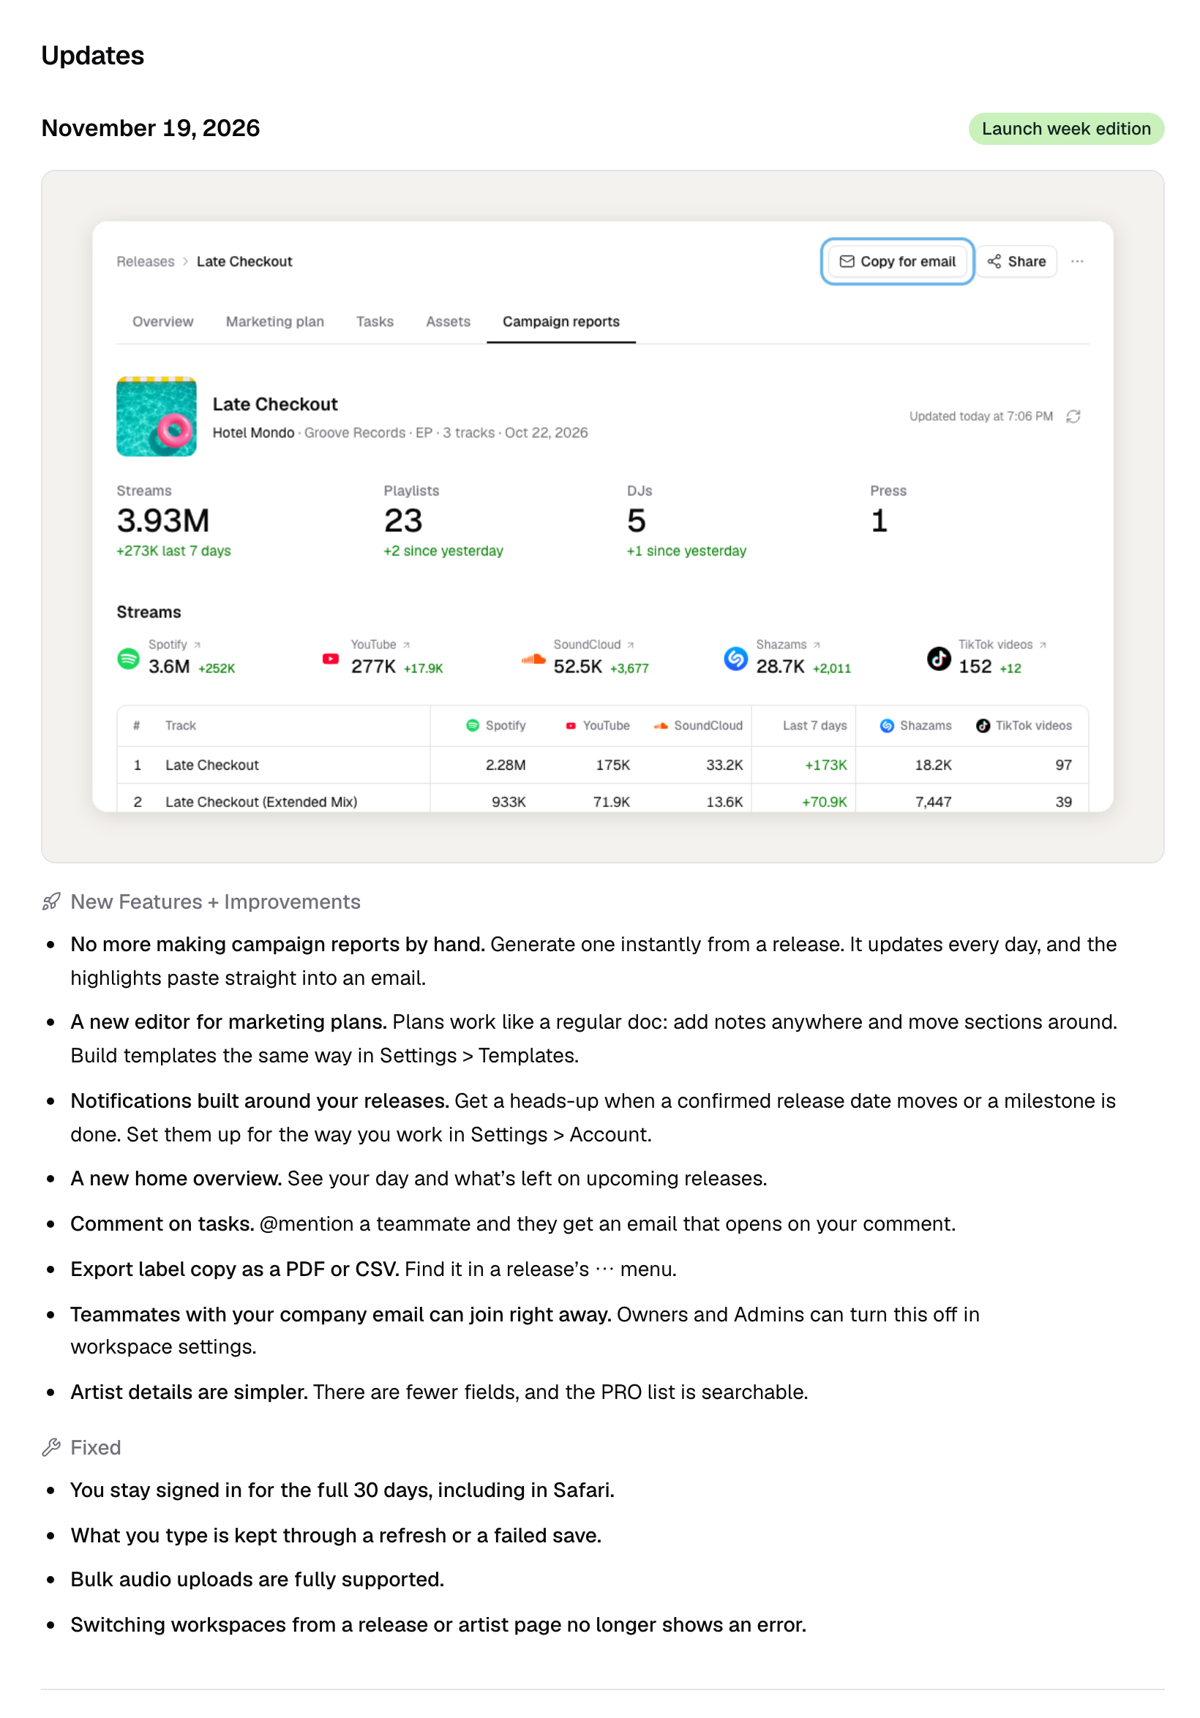 Updates
November 19, 2026
Launch week edition
Releases > Late Checkout
Copy for email
Share
···
Overview Marketing plan Tasks Assets Campaign reports
Late Checkout
Hotel Mondo · Groove Records · EP · 3 tracks · Oct 22, 2026
Updated today at 7:06 PM
Streams Playlists DJs Press
3.93M 23 5 1
+273K last 7 days +2 since yesterday +1 since yesterday
Streams
Spotify ↗ YouTube ↗ SoundCloud ↗ Shazams ↗ TikTok videos ↗
3.6M +252K 277K +17.9K 52.5K +3,677 28.7K +2,011 152 +12
# Track Spotify YouTube SoundCloud Last 7 days Shazams TikTok videos
1 Late Checkout 2.28M 175K 33.2K +173K 18.2K 97
2 Late Checkout (Extended Mix) 933K 71.9K 13.6K +70.9K 7,447 39
New Features + Improvements
• No more making campaign reports by hand. Generate one instantly from a release. It updates every day, and the
highlights paste straight into an email.
• A new editor for marketing plans. Plans work like a regular doc: add notes anywhere and move sections around.
Build templates the same way in Settings > Templates.
• Notifications built around your releases. Get a heads-up when a confirmed release date moves or a milestone is
done. Set them up for the way you work in Settings > Account.
• A new home overview. See your day and what’s left on upcoming releases.
• Comment on tasks. @mention a teammate and they get an email that opens on your comment.
• Export label copy as a PDF or CSV. Find it in a release’s ··· menu.
• Teammates with your company email can join right away. Owners and Admins can turn this off in
workspace settings.
• Artist details are simpler. There are fewer fields, and the PRO list is searchable.
Fixed
• You stay signed in for the full 30 days, including in Safari.
• What you type is kept through a refresh or a failed save.
• Bulk audio uploads are fully supported.
• Switching workspaces from a release or artist page no longer shows an error.